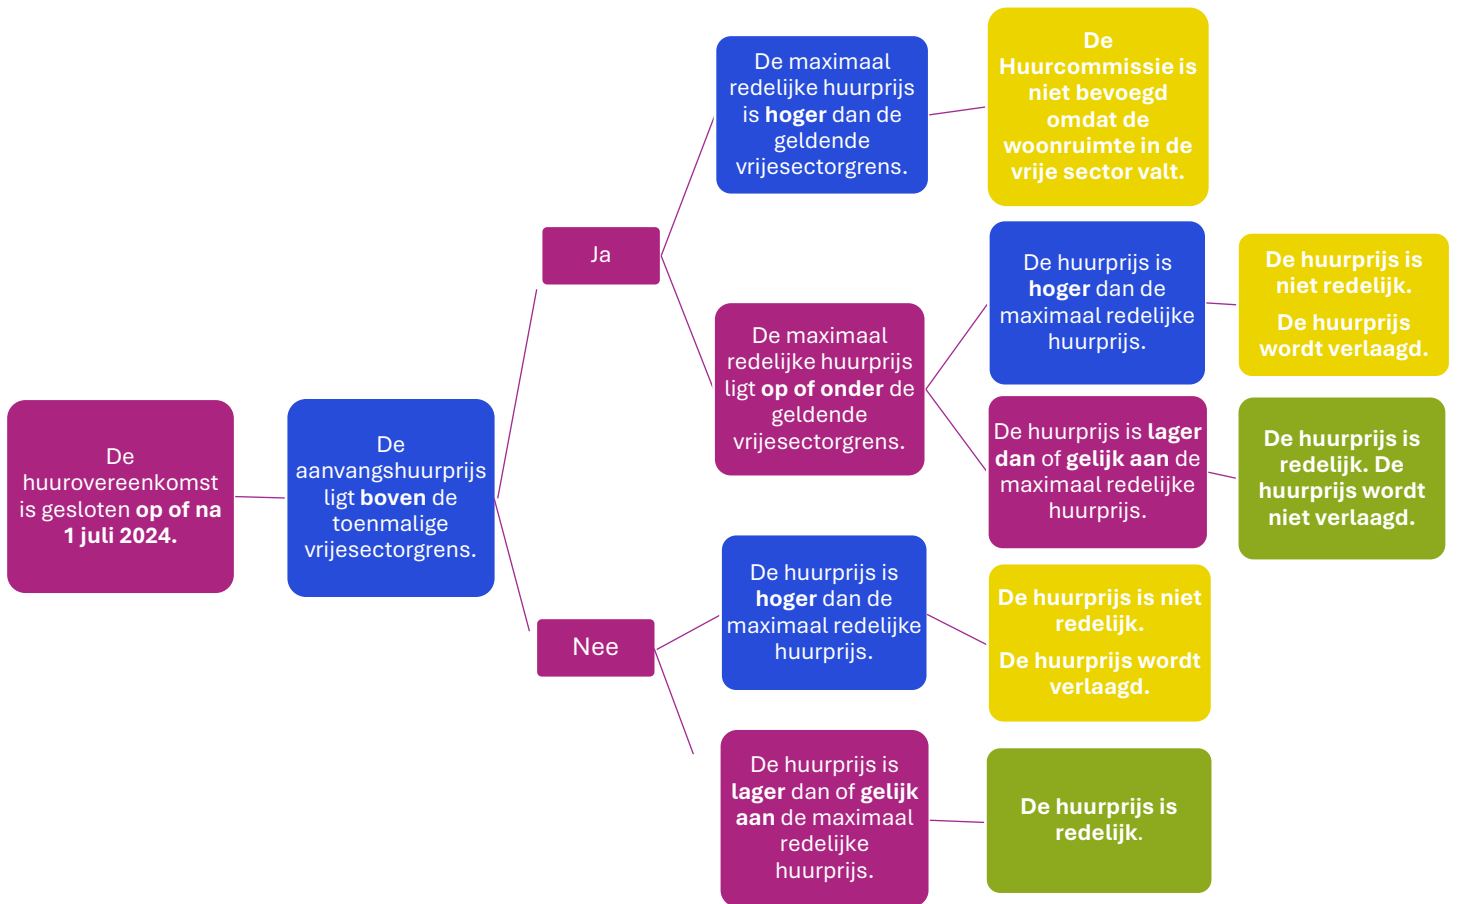 De
huurovereenkomst
is gesloten op of na
1 juli 2024.
De
aanvangshuurprijs
ligt boven de
toenmalige
vrijesectorgrens.
Ja
De maximaal
redelijke huurprijs
is hoger dan de
geldende
vrijesectorgrens.
De
Huurcommissie is
niet bevoegd
omdat de
woonruimte in de
vrije sector valt.
De maximaal
redelijke huurprijs
ligt op of onder de
geldende
vrijesectorgrens.
De huurprijs is
hoger dan de
maximaal redelijke
huurprijs.
De huurprijs is
niet redelijk.
De huurprijs
wordt verlaagd.
De huurprijs is lager
dan of gelijk aan de
maximaal redelijke
huurprijs.
De huurprijs is
redelijk. De
huurprijs wordt
niet verlaagd.
Nee
De huurprijs is
hoger dan de
maximaal redelijke
huurprijs.
De huurprijs is niet
redelijk.
De huurprijs wordt
verlaagd.
De huurprijs is
lager dan of gelijk
aan de maximaal
redelijke
huurprijs.
De huurprijs is
redelijk.